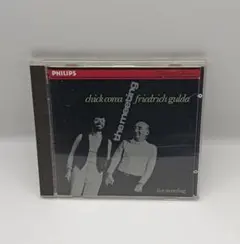 PHILIPS
chick corea
friedrich gulda
the meeting
live recording